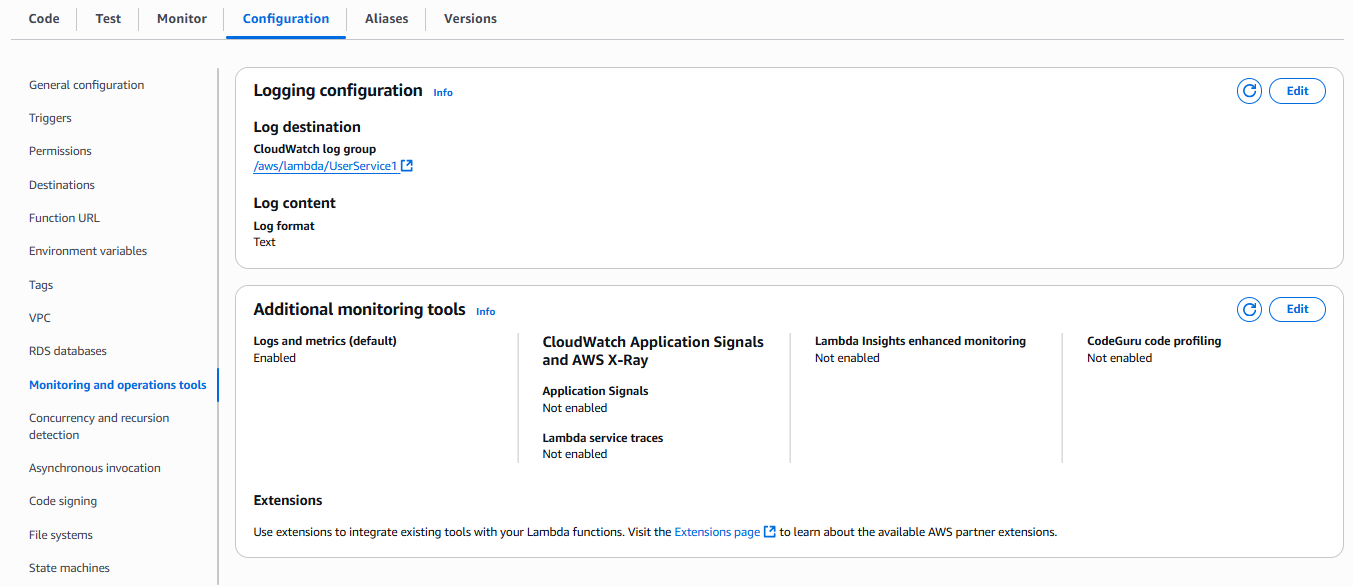 Code
Test
Monitor
Configuration
Aliases
Versions
General configuration
Triggers
Permissions
Destinations
Function URL
Environment variables
Tags
VPC
RDS databases
Monitoring and operations tools
Concurrency and recursion
detection
Asynchronous invocation
Code signing
File systems
State machines
Logging configuration Info
Edit
Log destination
CloudWatch log group
/aws/lambda/UserService1
Log content
Log format
Text
Additional monitoring tools Info
Edit
Logs and metrics (default)
Enabled
CloudWatch Application Signals
and AWS X-Ray
Application Signals
Not enabled
Lambda service traces
Not enabled
Lambda Insights enhanced monitoring
Not enabled
CodeGuru code profiling
Not enabled
Extensions
Use extensions to integrate existing tools with your Lambda functions. Visit the Extensions page to learn about the available AWS partner extensions.